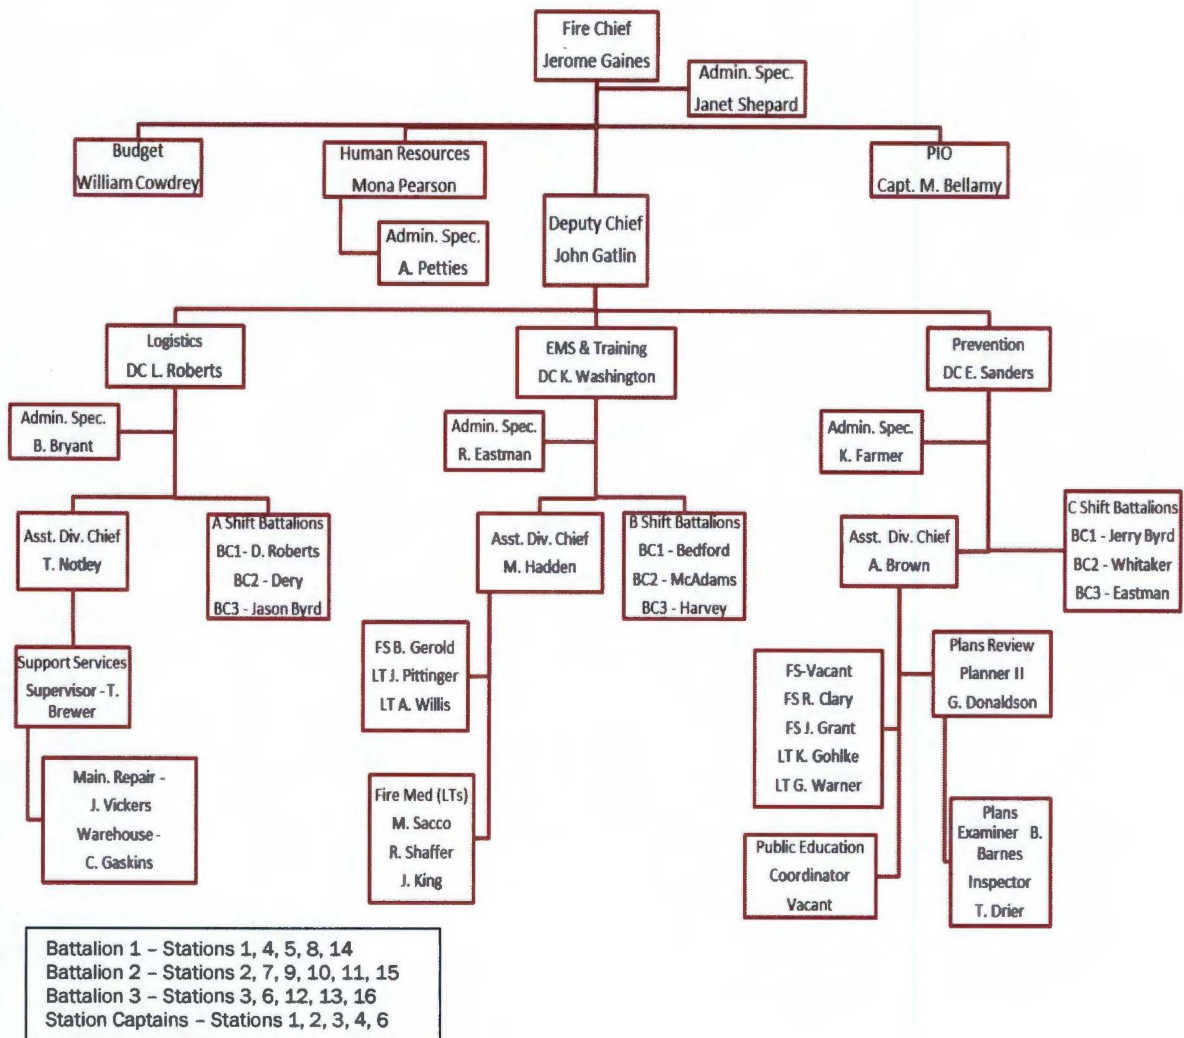 Fire Chief
Jerome Gaines
Admin. Spec.
Janet Shepard
Budget
William Cowdrey
Human Resources
Mona Pearson
PIO
Capt. M. Bellamy
Admin. Spec.
A. Petties
Deputy Chief
John Gatlin
Logistics
DC L. Roberts
EMS & Training
DC K. Washington
Prevention
DC E. Sanders
Admin. Spec.
B. Bryant
Admin. Spec.
R. Eastman
Admin. Spec.
K. Farmer
Asst. Div. Chief
T. Notley
A Shift Battalions
BC1- D. Roberts
BC2 - Dery
BC3 - Jason Byrd
Asst. Div. Chief
M. Hadden
B Shift Battalions
BC1 - Bedford
BC2 - McAdams
BC3 - Harvey
Asst. Div. Chief
A. Brown
C Shift Battalions
BC1 - Jerry Byrd
BC2 - Whitaker
BC3 - Eastman
Support Services
Supervisor - T.
Brewer
FS B. Gerold
LT J. Pittinger
LT A. Willis
FS-Vacant
FS R. Clary
FS J. Grant
LT K. Gohlke
LT G. Warner
Plans Review
Planner II
G. Donaldson
Main. Repair -
J. Vickers
Warehouse -
C. Gaskins
Fire Med (LTs)
M. Sacco
R. Shaffer
J. King
Public Education
Coordinator
Vacant
Plans
Examiner B.
Barnes
Inspector
T. Drier
Battalion 1 – Stations 1, 4, 5, 8, 14
Battalion 2 – Stations 2, 7, 9, 10, 11, 15
Battalion 3 – Stations 3, 6, 12, 13, 16
Station Captains – Stations 1, 2, 3, 4, 6